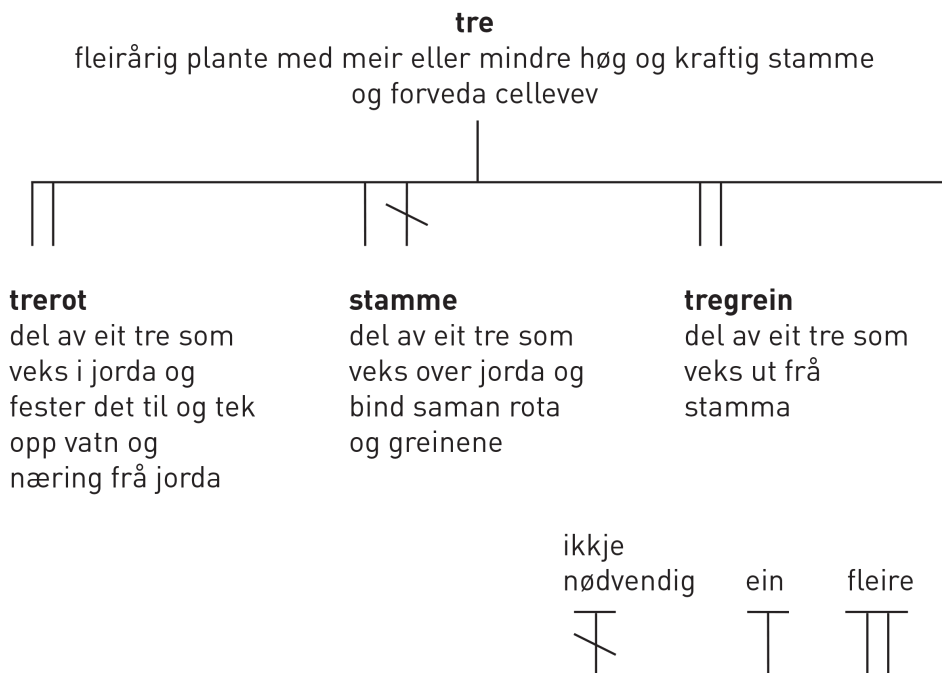 tre
fleirårig plante med meir eller mindre høg og kraftig stamme
og forveda cellevev
trerot
del av eit tre som
veks i jorda og
fester det til og tek
opp vatn og
næring frå jorda
stamme
del av eit tre som
veks over jorda og
bind saman rota
og greinene
tregrein
del av eit tre som
veks ut frå
stamma
ikkje
nødvendig
ein
fleire